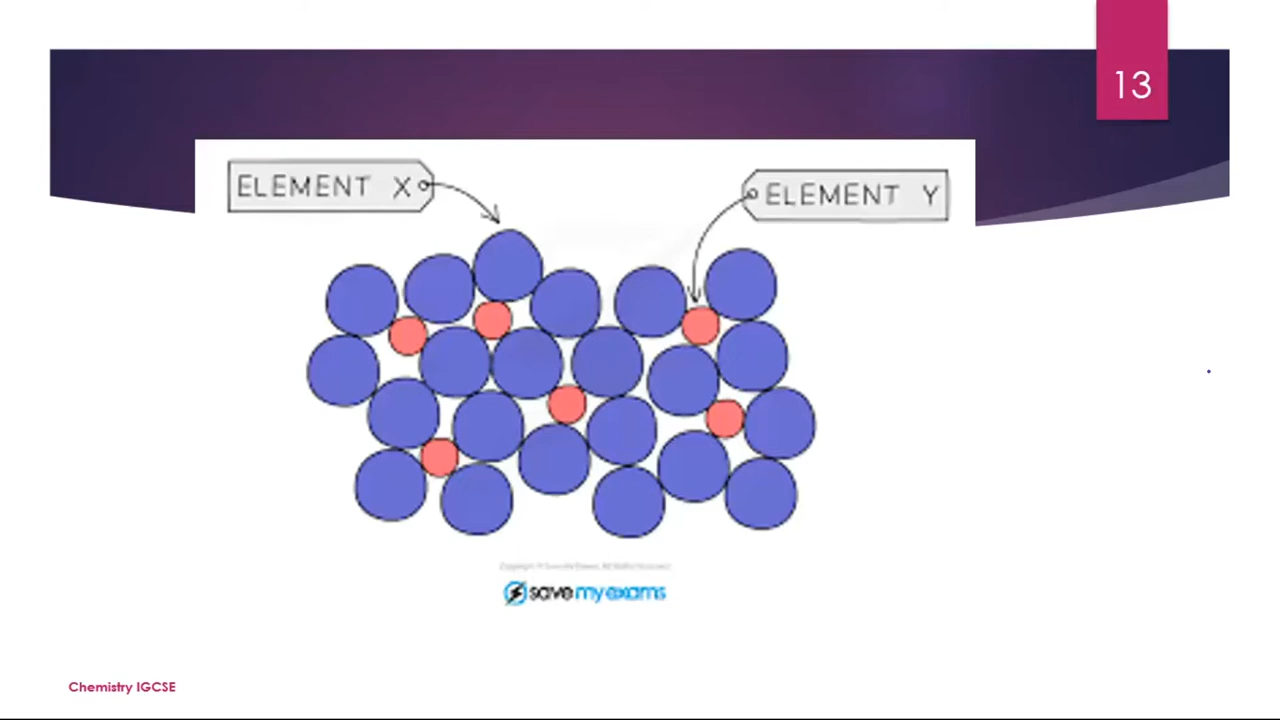 13
ELEMENT X
ELEMENT Y
save my exams
Chemistry IGCSE